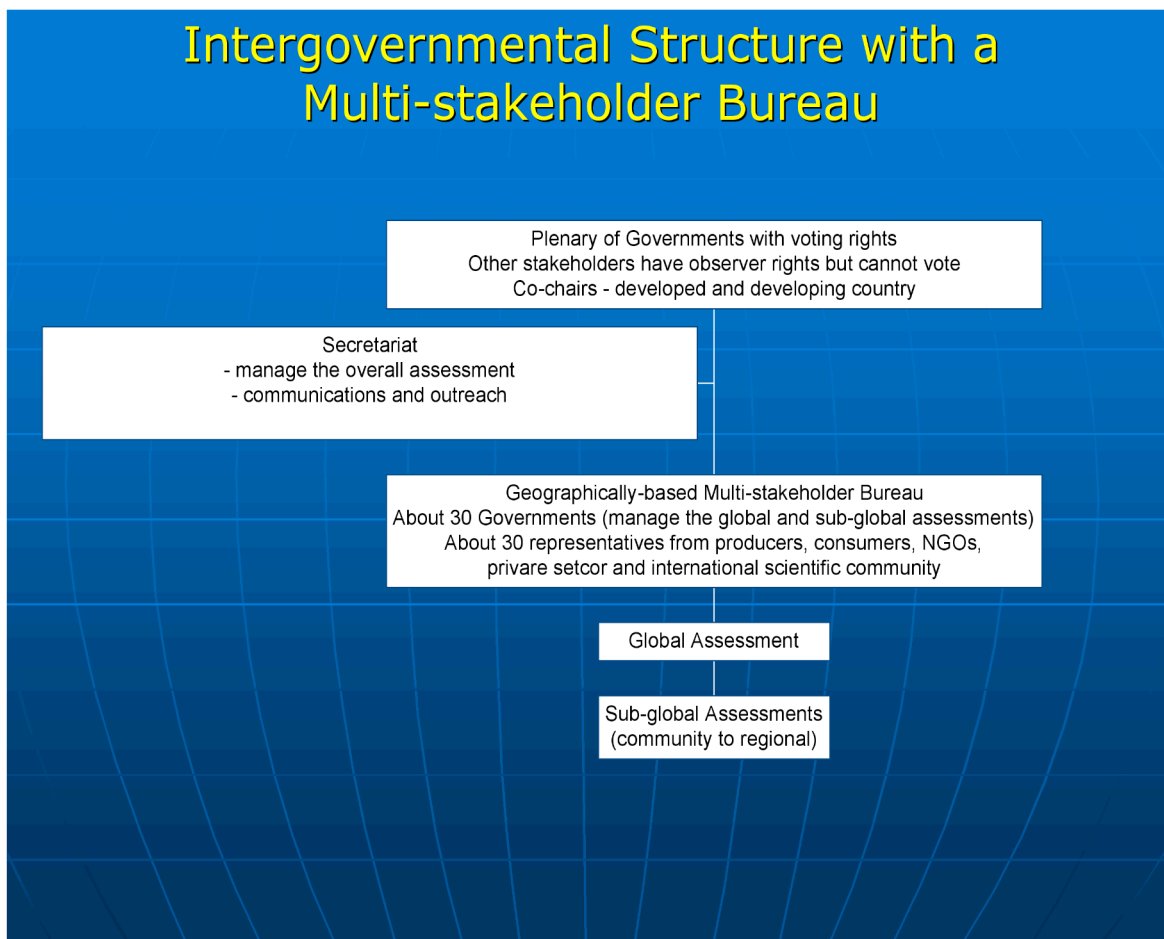 Intergovernmental Structure with a
Multi-stakeholder Bureau
Plenary of Governments with voting rights
Other stakeholders have observer rights but cannot vote
Co-chairs - developed and developing country
Secretariat
- manage the overall assessment
- communications and outreach
Geographically-based Multi-stakeholder Bureau
About 30 Governments (manage the global and sub-global assessments)
About 30 representatives from producers, consumers, NGOs,
privare setcor and international scientific community
Global Assessment
Sub-global Assessments
(community to regional)